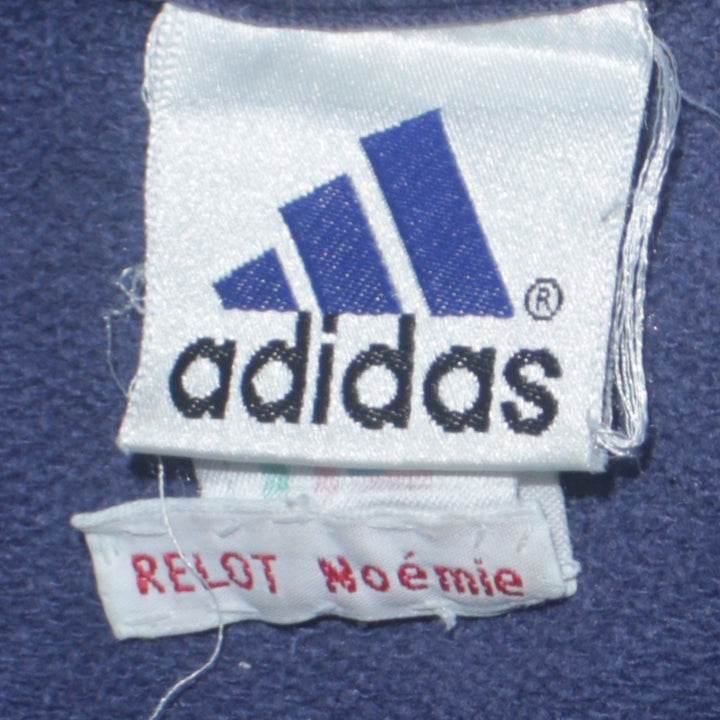 ®
adidas
RELOT Noémie